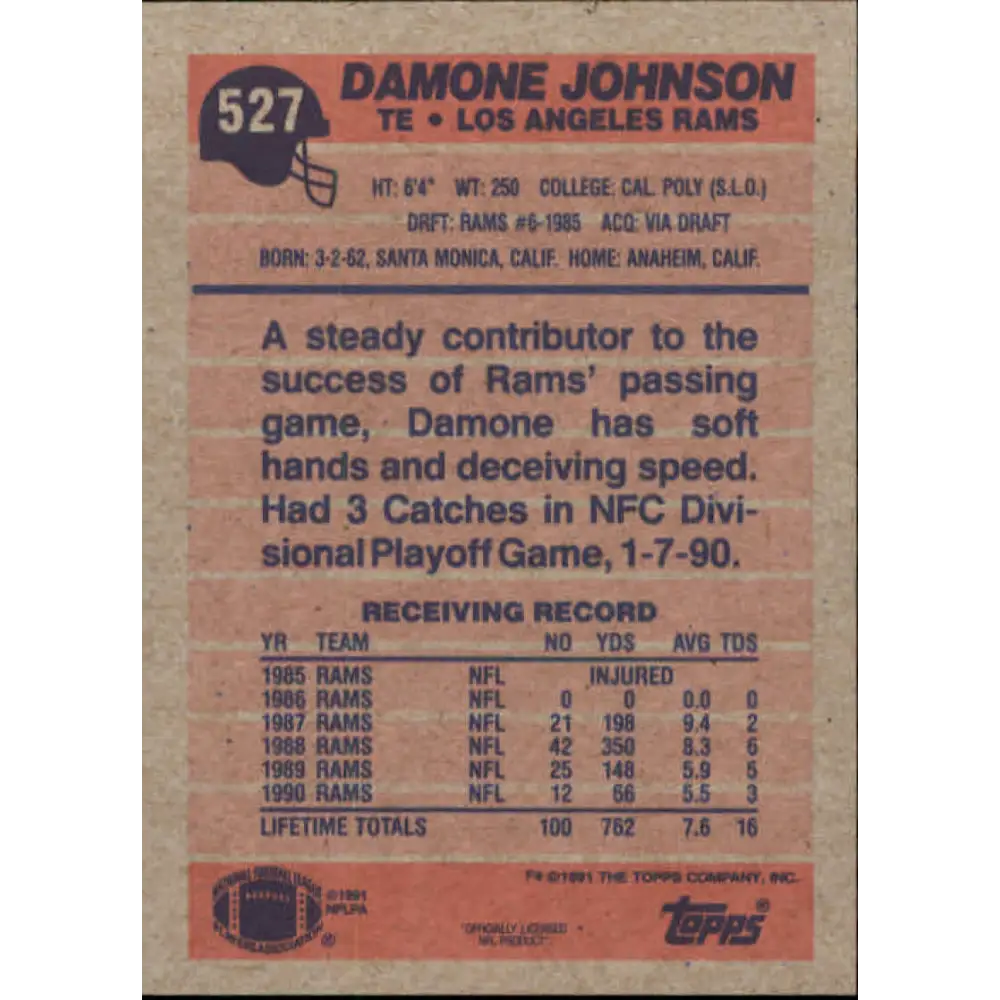 527
DAMONE JOHNSON
TE • LOS ANGELES RAMS
HT: 6'4" WT: 250 COLLEGE: CAL. POLY (S.L.O.)
DRFT: RAMS #6-1985 ACQ: VIA DRAFT
BORN: 3-2-62, SANTA MONICA, CALIF. HOME: ANAHEIM, CALIF.
A steady contributor to the
success of Rams' passing
game, Damone has soft
hands and deceiving speed.
Had 3 Catches in NFC Divi-
sional Playoff Game, 1-7-90.
RECEIVING RECORD
YR TEAM NO YDS AVG TDS
1985 RAMS NFL INJURED
1986 RAMS NFL 0 0 0.0 0
1987 RAMS NFL 21 198 9.4 2
1988 RAMS NFL 42 350 8.3 6
1989 RAMS NFL 25 148 5.9 5
1990 RAMS NFL 12 66 5.5 3
LIFETIME TOTALS 100 762 7.6 16
F* ©1991 THE TOPPS COMPANY, INC.
©1991
NFLPA
"OFFICIALLY LICENSED
NFL PRODUCT"
topps®